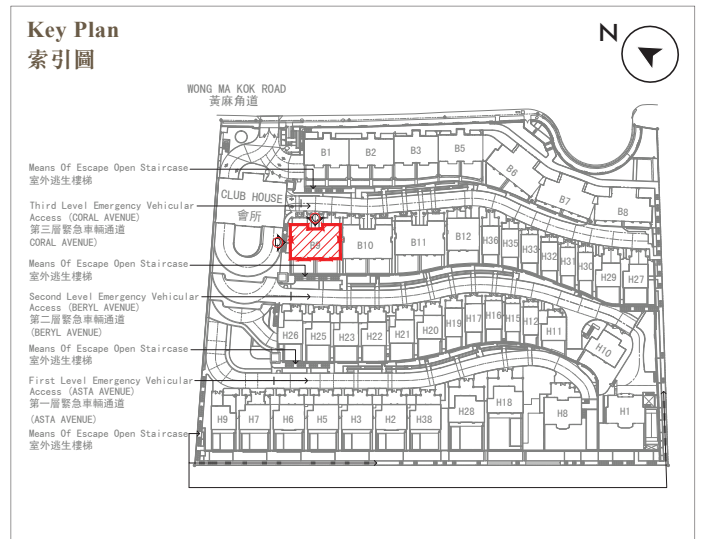 Key Plan
索引圖
N
WONG MA KOK ROAD
黃麻角道
Means Of Escape Open Staircase
室外逃生樓梯
CLUB HOUSE
會所
Third Level Emergency Vehicular
Access (CORAL AVENUE)
第三層緊急車輛通道
CORAL AVENUE)
Means Of Escape Open Staircase
室外逃生樓梯
Second Level Emergency Vehicular
Access (BERYL AVENUE)
第二層緊急車輛通道
(BERYL AVENUE)
Means Of Escape Open Staircase
室外逃生樓梯
First Level Emergency Vehicular
Access (ASTA AVENUE)
第一層緊急車輛通道
(ASTA AVENUE)
Means Of Escape Open Staircase
室外逃生樓梯
B1 B2 B3 B5 B6 B7 B8
B9 B10 B11 B12 H36 H35 H33 H32 H31 H30 H29 H27
H26 H25 H23 H22 H21 H20 H19 H17 H16 H15 H12 H11 H10
H9 H7 H6 H5 H3 H2 H38 H28 H18 H8 H1